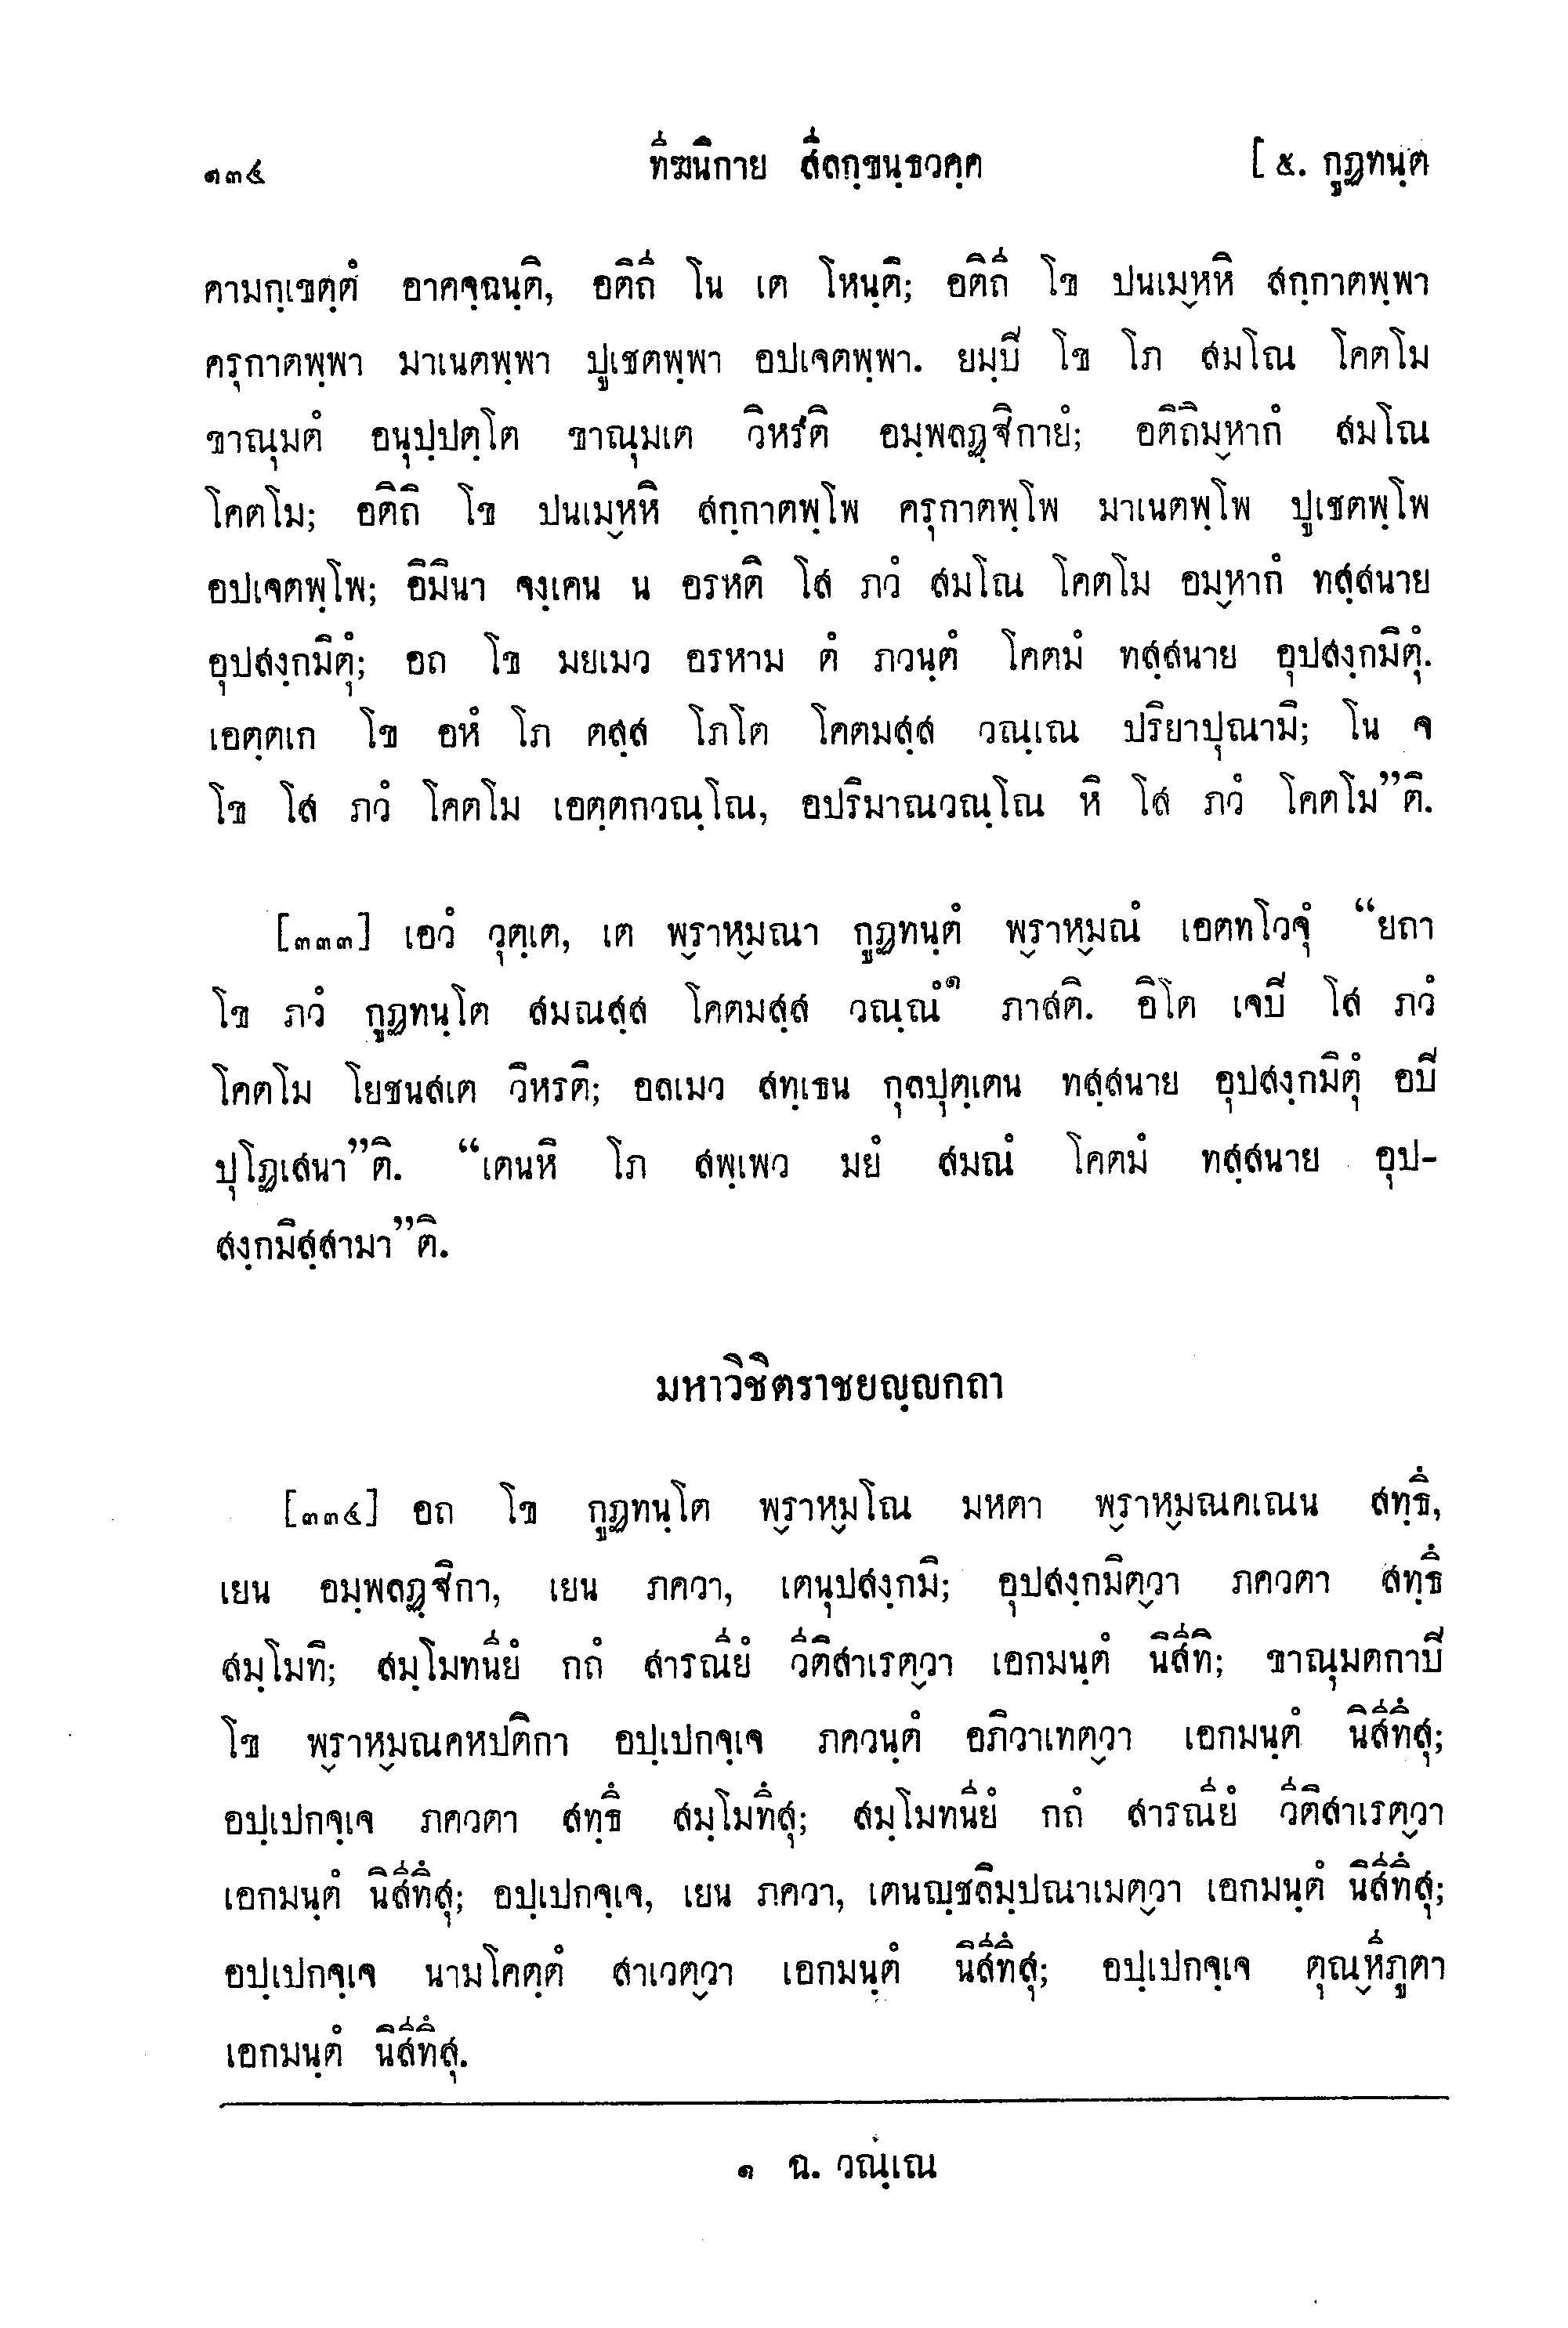 ๑๓๔ ทีฆนิกาย สีลกฺขนฺธวคฺค [ ๕. กูฏทนฺต
คามกฺเขตฺตํ อาคจฺฉนฺติ, อติถี โน เต โหนฺติ; อติถี โข ปนเม๎หหิ สกฺกาตพฺพา
ครุกาตพฺพา มาเนตพฺพา ปูเชตพฺพา อปเจตพฺพา. ยมฺปิ โข โภ สมโณ โคตโม
ขาณุมตํ อนุปฺปตฺโต ขาณุมเต วิหรติ อมฺพลฏฺฐิกายํ; อติถิม๎หากํ สมโณ
โคตโม; อติถิ โข ปนเม๎หหิ สกฺกาตพฺโพ ครุกาตพฺโพ มาเนตพฺโพ ปูเชตพฺโพ
อปเจตพฺโพ; อิมินา จงฺเคน น อรหติ โส ภวํ สมโณ โคตโม อม๎หากํ ทสฺสนาย
อุปสงฺกมิตุํ; อถ โข มยเมว อรหาม ตํ ภวนฺตํ โคตมํ ทสฺสนาย อุปสงฺกมิตุํ.
เอตฺตเก โข อหํ โภ ตสฺส โภโต โคตมสฺส วณฺเณ ปริยาปุณามิ; โน จ
โข โส ภวํ โคตโม เอตฺตกวณฺโณ, อปริมาณวณฺโณ หิ โส ภวํ โคตโม”ติ.
[๓๓๓] เอวํ วุตฺเต, เต พ๎ราห๎มณา กูฏทนฺตํ พ๎ราห๎มณํ เอตทโวจุํ “ยถา
โข ภวํ กูฏทนฺโต สมณสฺส โคตมสฺส วณฺณํ๑ ภาสติ. อิโต เจปิ โส ภวํ
โคตโม โยชนสเต วิหรติ; อลเมว สทฺเธน กุลปุตฺเตน ทสฺสนาย อุปสงฺกมิตุํ อปิ
ปุโฏเสนา”ติ. “เตนหิ โภ สพฺเพว มยํ สมณํ โคตมํ ทสฺสนาย อุป-
สงฺกมิสฺสามา”ติ.
มหาวิชิตราชยญฺญกถา
[๓๓๔] อถ โข กูฏทนฺโต พ๎ราห๎มโณ มหตา พ๎ราห๎มณคเณน สทฺธึ,
เยน อมฺพลฏฺฐิกา, เยน ภควา, เตนุปสงฺกมิ; อุปสงฺกมิต๎วา ภควตา สทฺธึ
สมฺโมทิ; สมฺโมทนียํ กถํ สารณียํ วีติสาเรต๎วา เอกมนฺตํ นิสีทิ; ขาณุมตกาปิ
โข พ๎ราห๎มณคหปติกา อปฺเปกจฺเจ ภควนฺตํ อภิวาเทต๎วา เอกมนฺตํ นิสีทึสุ;
อปฺเปกจฺเจ ภควตา สทฺธึ สมฺโมทึสุ; สมฺโมทนียํ กถํ สารณียํ วีติสาเรต๎วา
เอกมนฺตํ นิสีทึสุ; อปฺเปกจฺเจ, เยน ภควา, เตนญฺชลิมฺปณาเมต๎วา เอกมนฺตํ นิสีทึสุ;
อปฺเปกจฺเจ นามโคตฺตํ สาเวต๎วา เอกมนฺตํ นิสีทึสุ; อปฺเปกจฺเจ ตุณ๎หีภูตา
เอกมนฺตํ นิสีทึสุ.
๑ ฉ. วณฺเณ